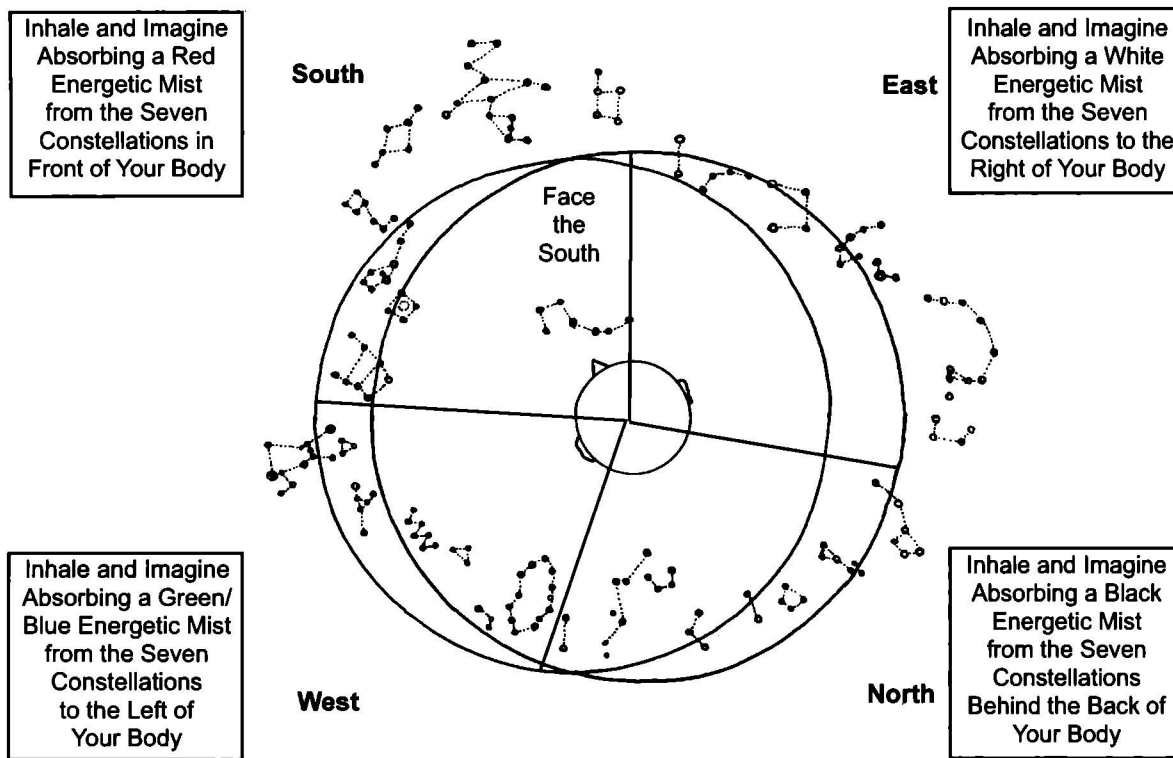 Inhale and Imagine
Absorbing a Red
Energetic Mist
from the Seven
Constellations in
Front of Your Body
South
East
Inhale and Imagine
Absorbing a White
Energetic Mist
from the Seven
Constellations to the
Right of Your Body
Face
the
South
Inhale and Imagine
Absorbing a Green/
Blue Energetic Mist
from the Seven
Constellations
to the Left of
Your Body
West
North
Inhale and Imagine
Absorbing a Black
Energetic Mist
from the Seven
Constellations
Behind the Back of
Your Body